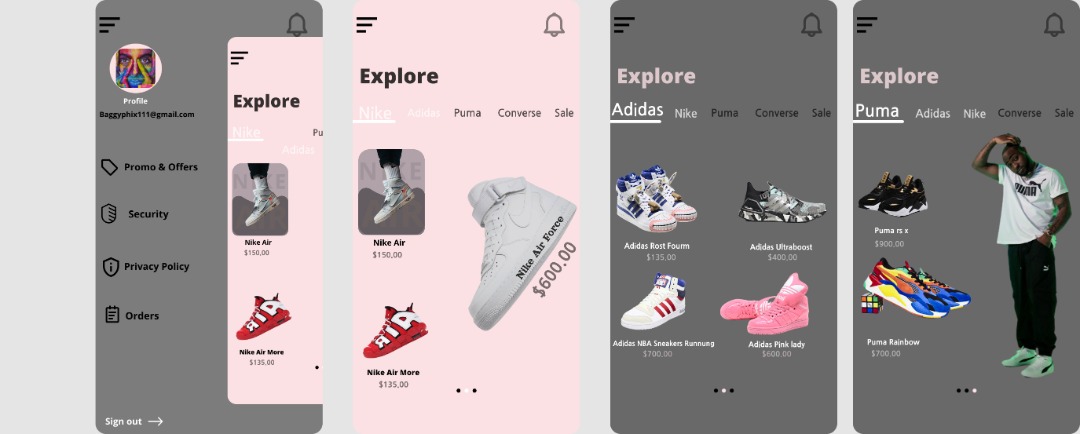 Profile
Baggyphix111@gmail.com
Promo & Offers
Security
Privacy Policy
Orders
Sign out
Explore
Nike
Pu
Adidas
NIKE
Nike Air
$150,00
Nike Air More
$135,00
Explore
Nike Adidas Puma Converse Sale
NIKE
Nike Air
$150,00
Nike Air Force
$600.00
AIR
Nike Air More
$135,00
Explore
Adidas Nike Puma Converse Sale
Adidas Rost Fourm
$135,00
Adidas Ultraboost
$400,00
Adidas NBA Sneakers Runnung
$700,00
Adidas Pink lady
$600.00
Explore
Puma Adidas Nike Converse Sale
PUMA
Puma rs x
$900,00
Puma Rainbow
$700,00